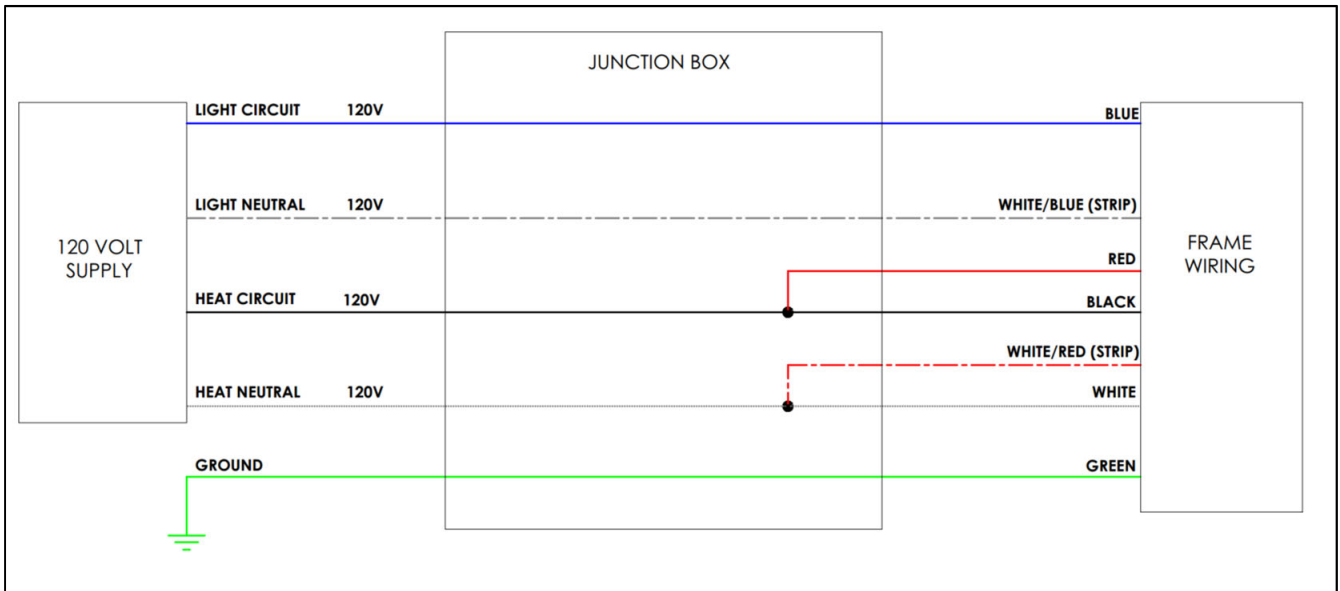 JUNCTION BOX
LIGHT CIRCUIT 120V
BLUE
LIGHT NEUTRAL 120V
WHITE/BLUE (STRIP)
120 VOLT
SUPPLY
FRAME
WIRING
RED
HEAT CIRCUIT 120V
BLACK
WHITE/RED (STRIP)
HEAT NEUTRAL 120V
WHITE
GROUND
GREEN